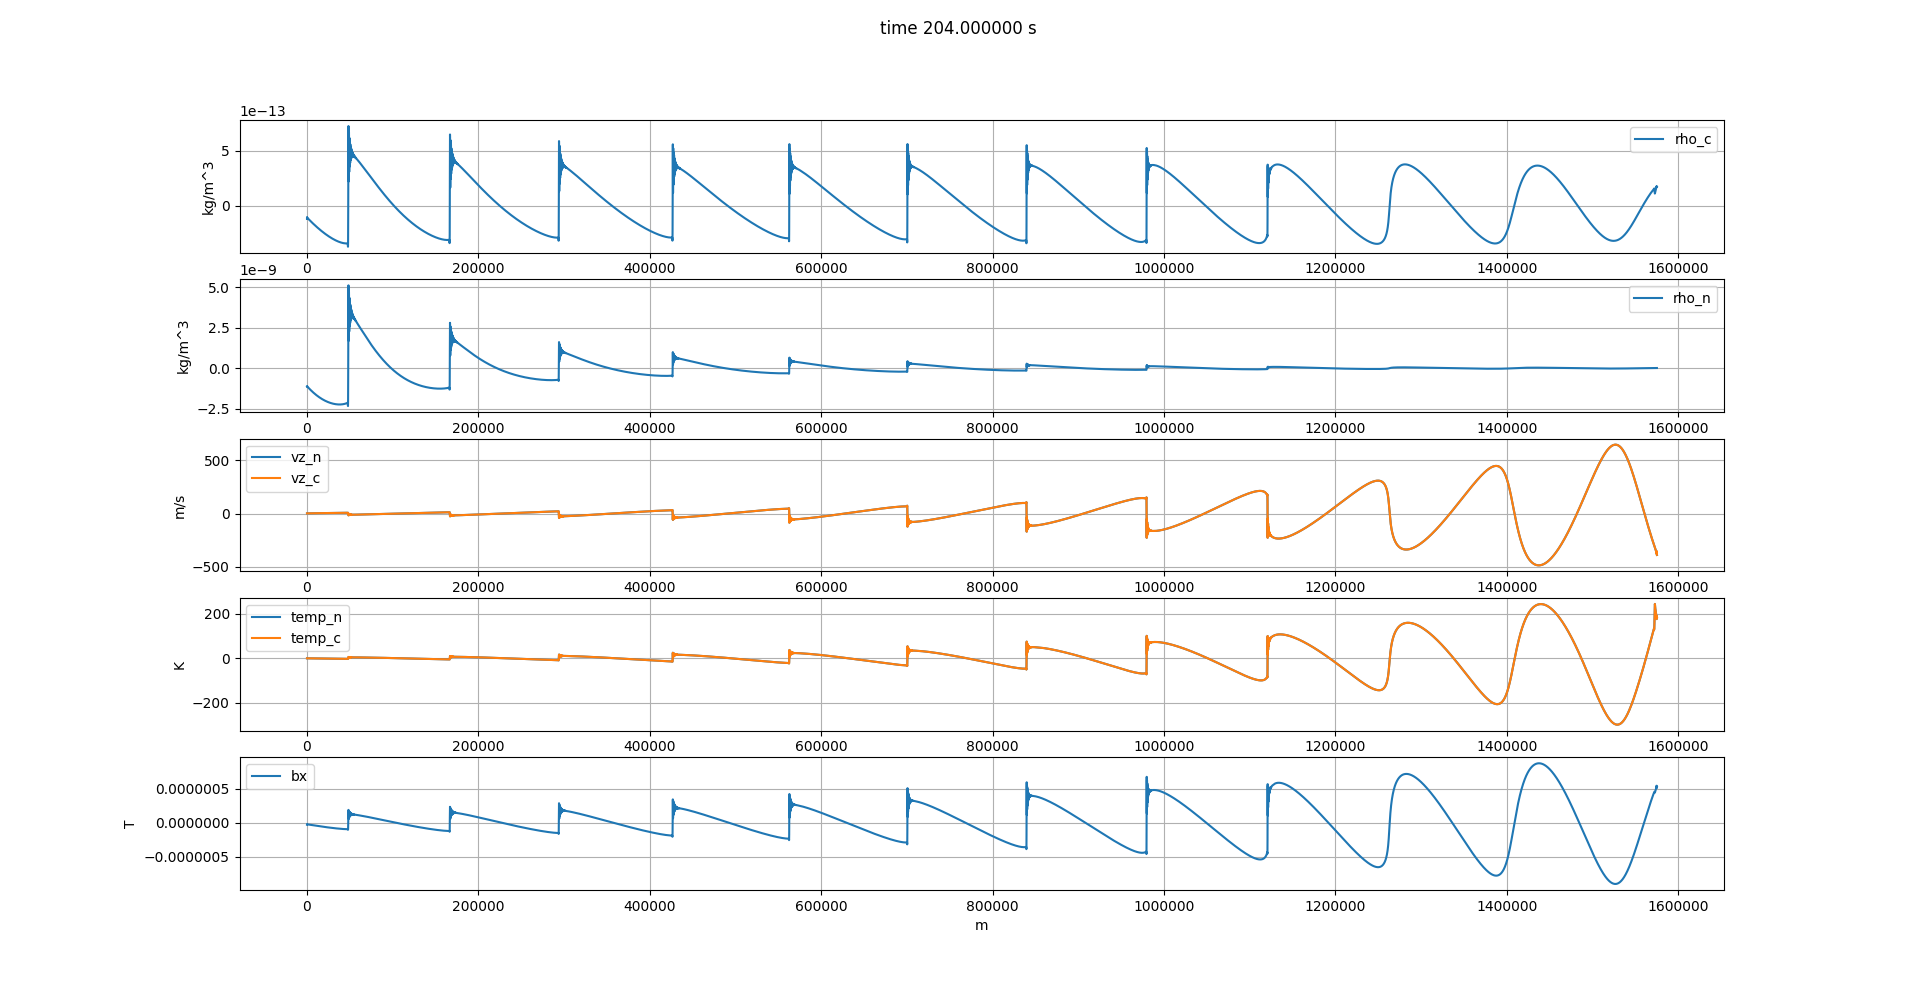 time 204.000000 s
1e−13
kg/m^3
5
0
rho_c
0 200000 400000 600000 800000 1000000 1200000 1400000 1600000
1e−9
kg/m^3
5.0
2.5
0.0
−2.5
rho_n
0 200000 400000 600000 800000 1000000 1200000 1400000 1600000
m/s
500
0
−500
vz_n
vz_c
0 200000 400000 600000 800000 1000000 1200000 1400000 1600000
K
200
0
−200
temp_n
temp_c
0 200000 400000 600000 800000 1000000 1200000 1400000 1600000
T
0.0000005
0.0000000
−0.0000005
bx
0 200000 400000 600000 800000 1000000 1200000 1400000 1600000
m